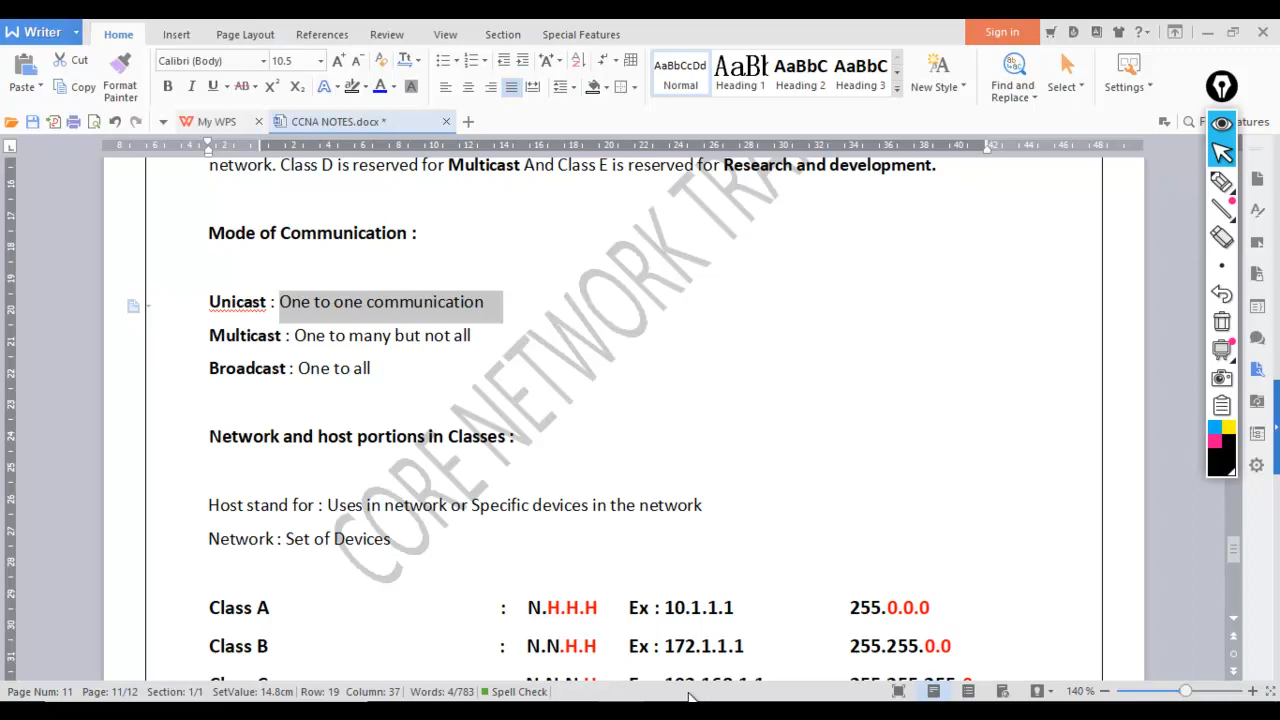 Writer Home Insert Page Layout References Review View Section Special Features Sign in
Paste Cut Copy Format Painter Calibri (Body) 10.5 AaBbCcDd Normal AaBb Heading 1 AaBbCc Heading 2 AaBbCc Heading 3 New Style Find and Replace Select Settings
My WPS CCNA NOTES.docx *
network. Class D is reserved for Multicast And Class E is reserved for Research and development.
Mode of Communication :
Unicast : One to one communication
Multicast : One to many but not all
Broadcast : One to all
Network and host portions in Classes :
Host stand for : Uses in network or Specific devices in the network
Network : Set of Devices
Class A : N.H.H.H Ex : 10.1.1.1 255.0.0.0
Class B : N.N.H.H Ex : 172.1.1.1 255.255.0.0
CORE NETWORK
Page Num: 11 Page: 11/12 Section: 1/1 SetValue: 14.8cm Row: 19 Column: 37 Words: 4/783 Spell Check 140 %